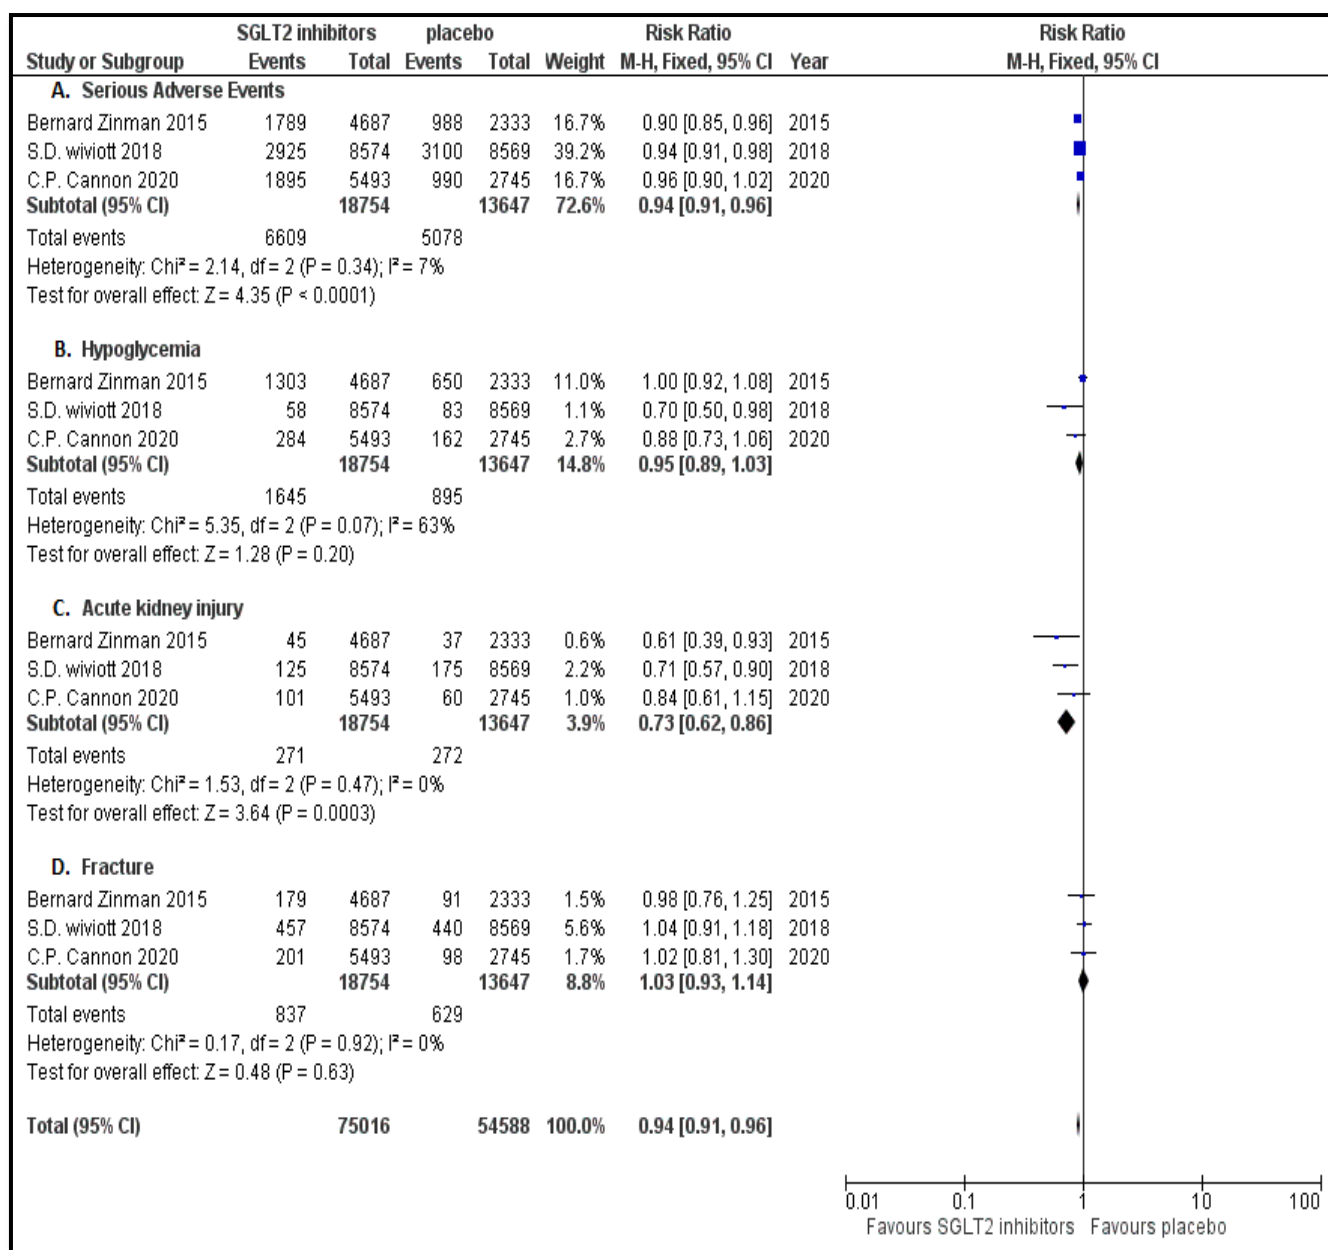 SGLT2 inhibitors placebo Risk Ratio Risk Ratio
Study or Subgroup Events Total Events Total Weight M-H, Fixed, 95% CI Year M-H, Fixed, 95% CI
A. Serious Adverse Events
Bernard Zinman 2015 1789 4687 988 2333 16.7% 0.90 [0.85, 0.96] 2015
S.D. wiviott 2018 2925 8574 3100 8569 39.2% 0.94 [0.91, 0.98] 2018
C.P. Cannon 2020 1895 5493 990 2745 16.7% 0.96 [0.90, 1.02] 2020
Subtotal (95% CI) 18754 13647 72.6% 0.94 [0.91, 0.96]
Total events 6609 5078
Heterogeneity: Chi² = 2.14, df = 2 (P = 0.34); I² = 7%
Test for overall effect: Z = 4.35 (P < 0.0001)
B. Hypoglycemia
Bernard Zinman 2015 1303 4687 650 2333 11.0% 1.00 [0.92, 1.08] 2015
S.D. wiviott 2018 58 8574 83 8569 1.1% 0.70 [0.50, 0.98] 2018
C.P. Cannon 2020 284 5493 162 2745 2.7% 0.88 [0.73, 1.06] 2020
Subtotal (95% CI) 18754 13647 14.8% 0.95 [0.89, 1.03]
Total events 1645 895
Heterogeneity: Chi² = 5.35, df = 2 (P = 0.07); I² = 63%
Test for overall effect: Z = 1.28 (P = 0.20)
C. Acute kidney injury
Bernard Zinman 2015 45 4687 37 2333 0.6% 0.61 [0.39, 0.93] 2015
S.D. wiviott 2018 125 8574 175 8569 2.2% 0.71 [0.57, 0.90] 2018
C.P. Cannon 2020 101 5493 60 2745 1.0% 0.84 [0.61, 1.15] 2020
Subtotal (95% CI) 18754 13647 3.9% 0.73 [0.62, 0.86]
Total events 271 272
Heterogeneity: Chi² = 1.53, df = 2 (P = 0.47); I² = 0%
Test for overall effect: Z = 3.64 (P = 0.0003)
D. Fracture
Bernard Zinman 2015 179 4687 91 2333 1.5% 0.98 [0.76, 1.25] 2015
S.D. wiviott 2018 457 8574 440 8569 5.6% 1.04 [0.91, 1.18] 2018
C.P. Cannon 2020 201 5493 98 2745 1.7% 1.02 [0.81, 1.30] 2020
Subtotal (95% CI) 18754 13647 8.8% 1.03 [0.93, 1.14]
Total events 837 629
Heterogeneity: Chi² = 0.17, df = 2 (P = 0.92); I² = 0%
Test for overall effect: Z = 0.48 (P = 0.63)
Total (95% CI) 75016 54588 100.0% 0.94 [0.91, 0.96]
0.01 0.1 1 10 100
Favours SGLT2 inhibitors Favours placebo